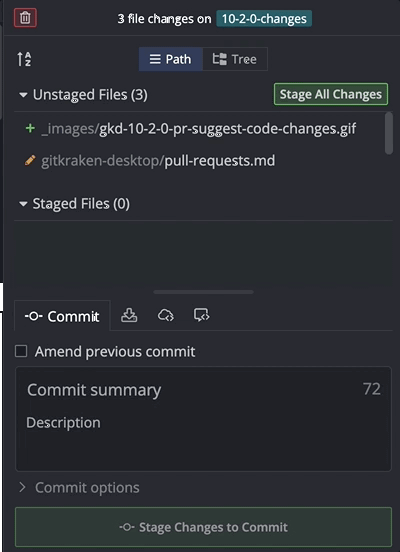 3 file changes on 10-2-0-changes
A Z
Path Tree
Unstaged Files (3) Stage All Changes
_images/gkd-10-2-0-pr-suggest-code-changes.gif
gitkraken-desktop/pull-requests.md
Staged Files (0)
Commit
Amend previous commit
Commit summary 72
Description
Commit options
Stage Changes to Commit